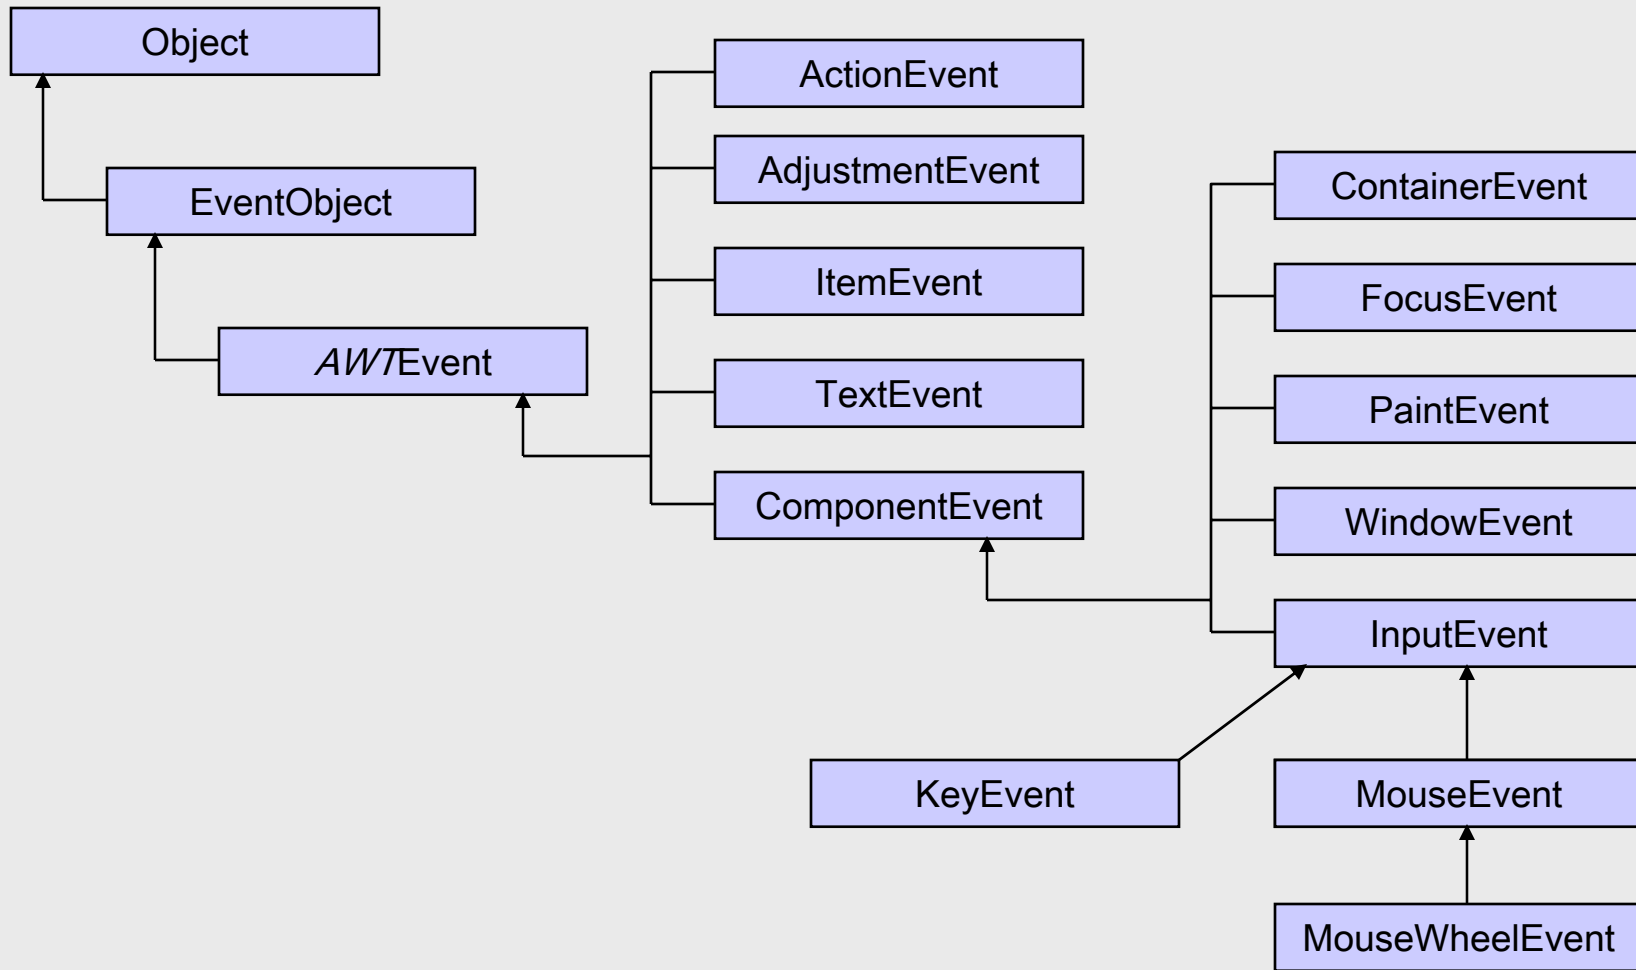 Object
EventObject
AWTEvent
ActionEvent
AdjustmentEvent
ItemEvent
TextEvent
ComponentEvent
ContainerEvent
FocusEvent
PaintEvent
WindowEvent
InputEvent
KeyEvent
MouseEvent
MouseWheelEvent